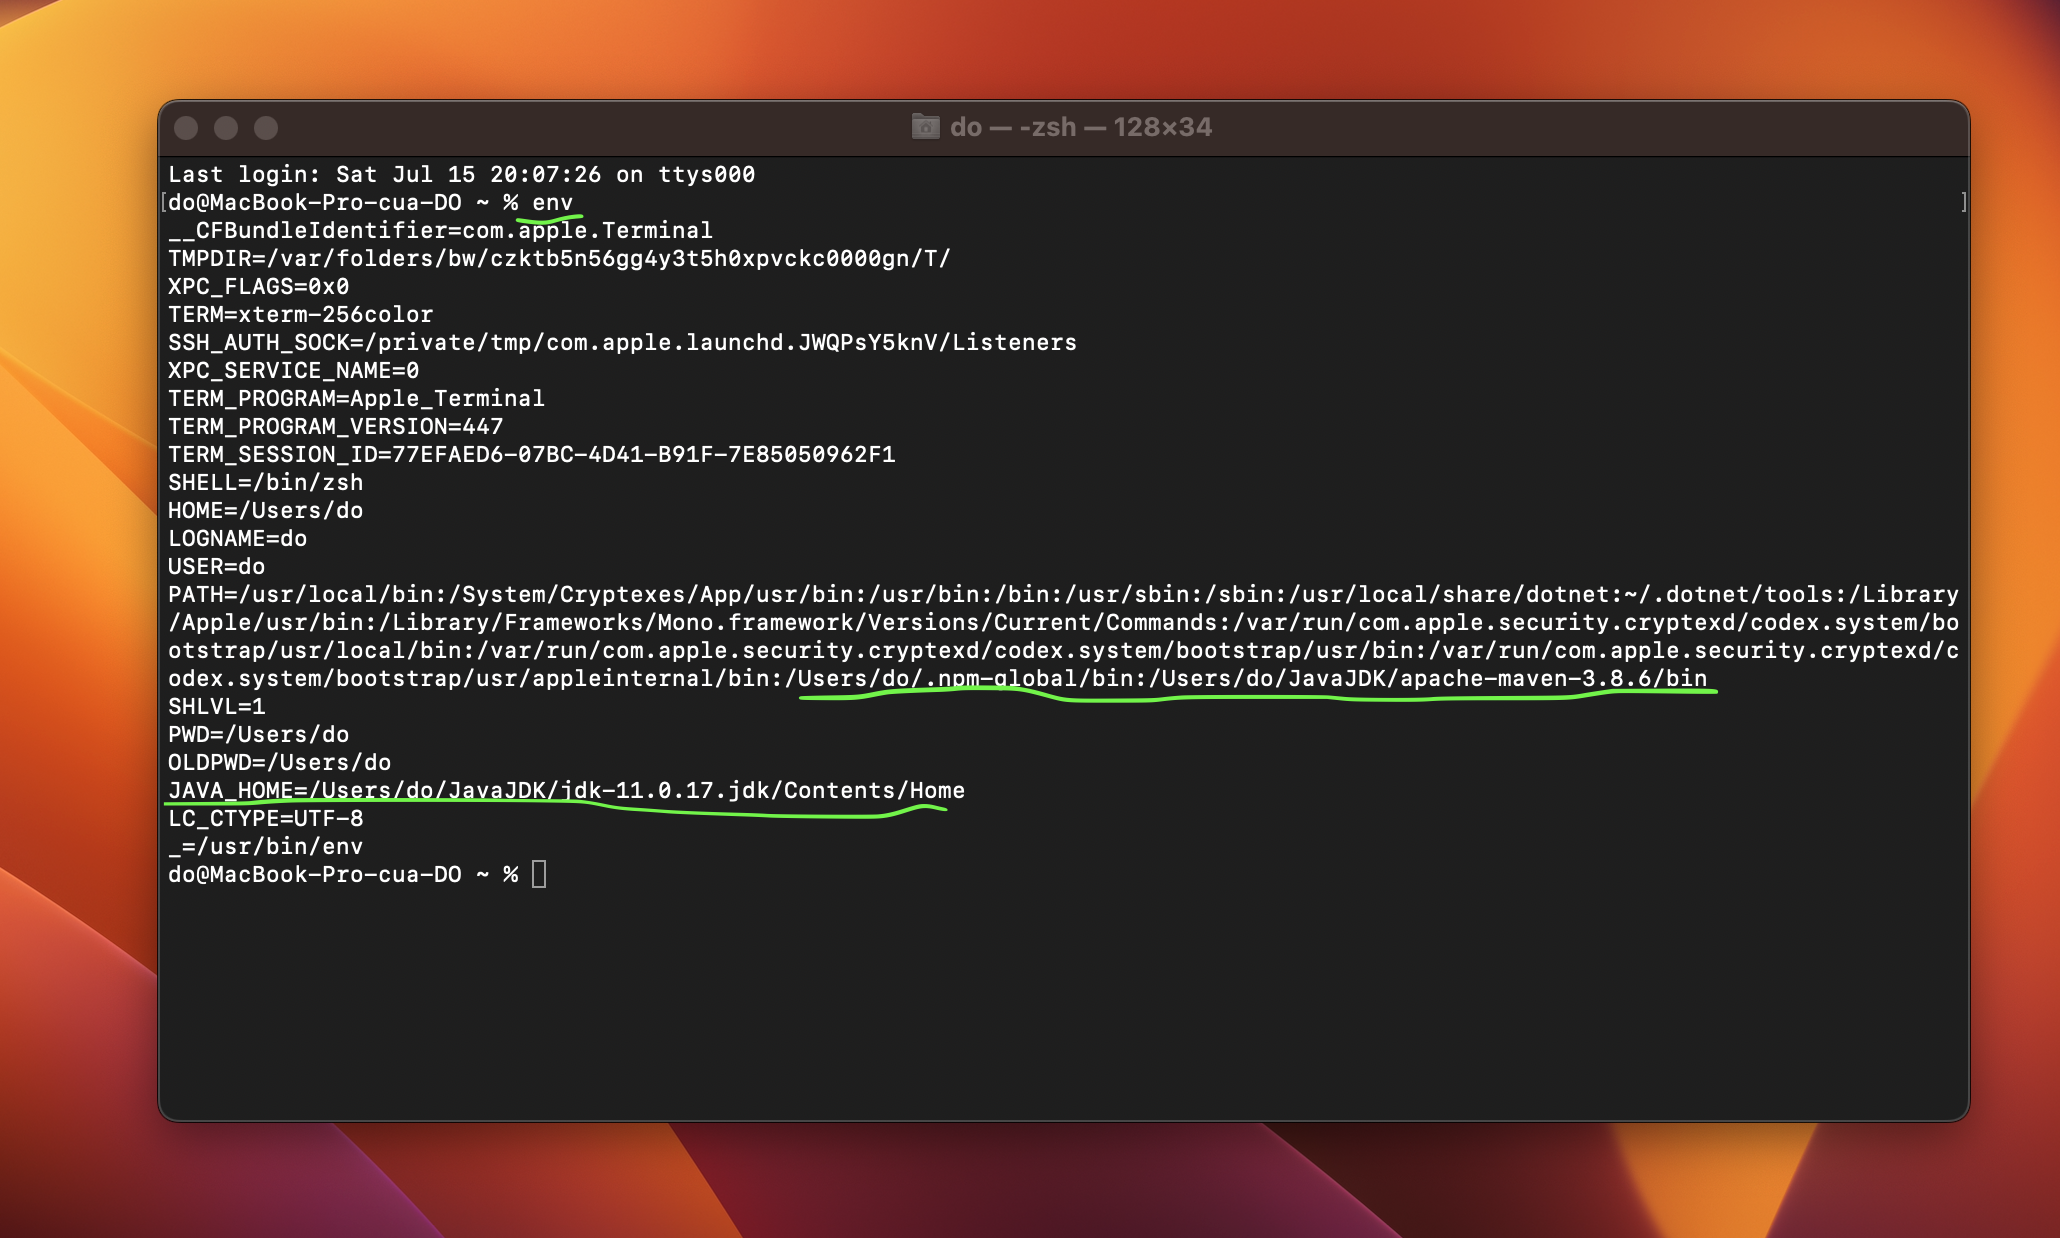 do — -zsh — 128×34
Last login: Sat Jul 15 20:07:26 on ttys000
[do@MacBook-Pro-cua-DO ~ % env ]
__CFBundleIdentifier=com.apple.Terminal
TMPDIR=/var/folders/bw/czktb5n56gg4y3t5h0xpvckc0000gn/T/
XPC_FLAGS=0x0
TERM=xterm-256color
SSH_AUTH_SOCK=/private/tmp/com.apple.launchd.JWQPsY5knV/Listeners
XPC_SERVICE_NAME=0
TERM_PROGRAM=Apple_Terminal
TERM_PROGRAM_VERSION=447
TERM_SESSION_ID=77EFAED6-07BC-4D41-B91F-7E85050962F1
SHELL=/bin/zsh
HOME=/Users/do
LOGNAME=do
USER=do
PATH=/usr/local/bin:/System/Cryptexes/App/usr/bin:/usr/bin:/bin:/usr/sbin:/sbin:/usr/local/share/dotnet:~/.dotnet/tools:/Library
/Apple/usr/bin:/Library/Frameworks/Mono.framework/Versions/Current/Commands:/var/run/com.apple.security.cryptexd/codex.system/bo
otstrap/usr/local/bin:/var/run/com.apple.security.cryptexd/codex.system/bootstrap/usr/bin:/var/run/com.apple.security.cryptexd/c
odex.system/bootstrap/usr/appleinternal/bin:/Users/do/.npm-global/bin:/Users/do/JavaJDK/apache-maven-3.8.6/bin
SHLVL=1
PWD=/Users/do
OLDPWD=/Users/do
JAVA_HOME=/Users/do/JavaJDK/jdk-11.0.17.jdk/Contents/Home
LC_CTYPE=UTF-8
_=/usr/bin/env
do@MacBook-Pro-cua-DO ~ %